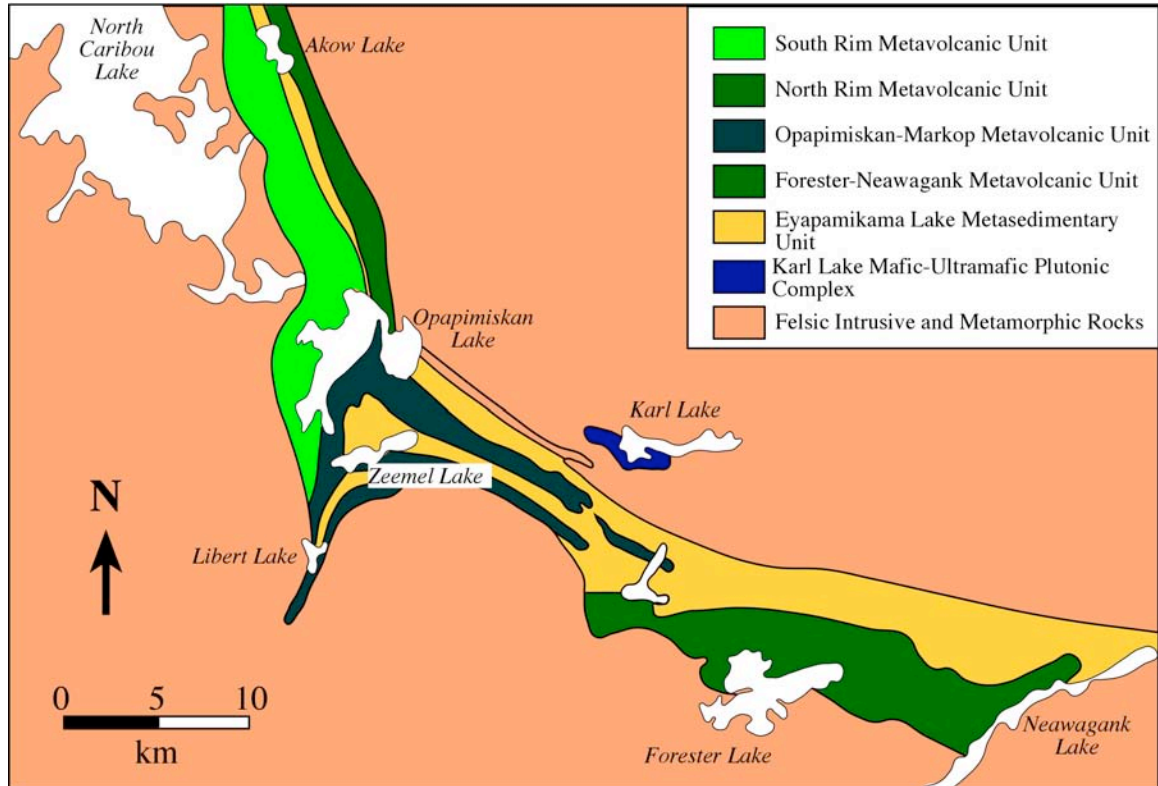 North
Caribou
Lake
Akow Lake
Opapimiskan
Lake
Karl Lake
Zeemel Lake
Libert Lake
N
0 5 10
km
Forester Lake
Neawagank
Lake
South Rim Metavolcanic Unit
North Rim Metavolcanic Unit
Opapimiskan-Markop Metavolcanic Unit
Forester-Neawagank Metavolcanic Unit
Eyapamikama Lake Metasedimentary
Unit
Karl Lake Mafic-Ultramafic Plutonic
Complex
Felsic Intrusive and Metamorphic Rocks